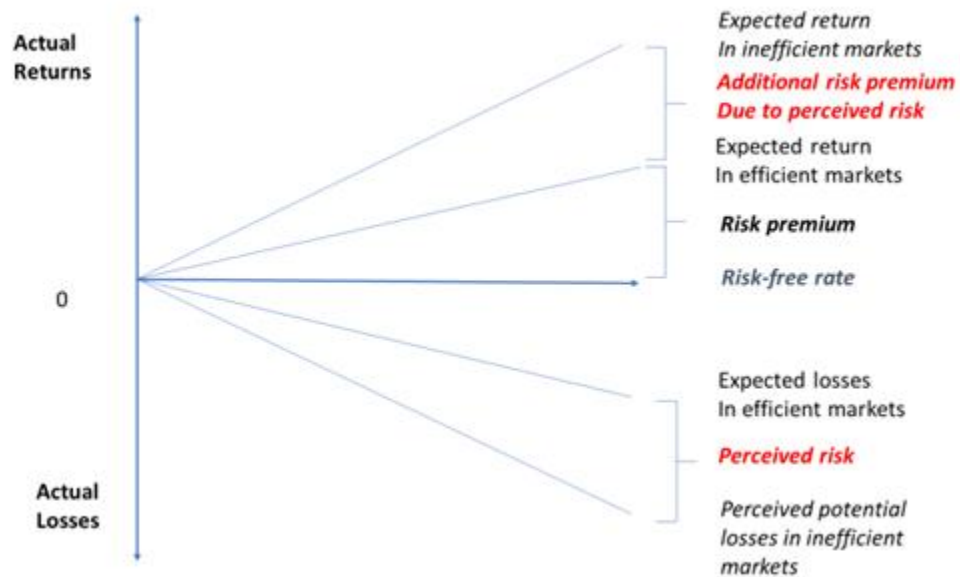 Actual
Returns
0
Actual
Losses
Expected return
In inefficient markets
Additional risk premium
Due to perceived risk
Expected return
In efficient markets
Risk premium
Risk-free rate
Expected losses
In efficient markets
Perceived risk
Perceived potential
losses in inefficient
markets